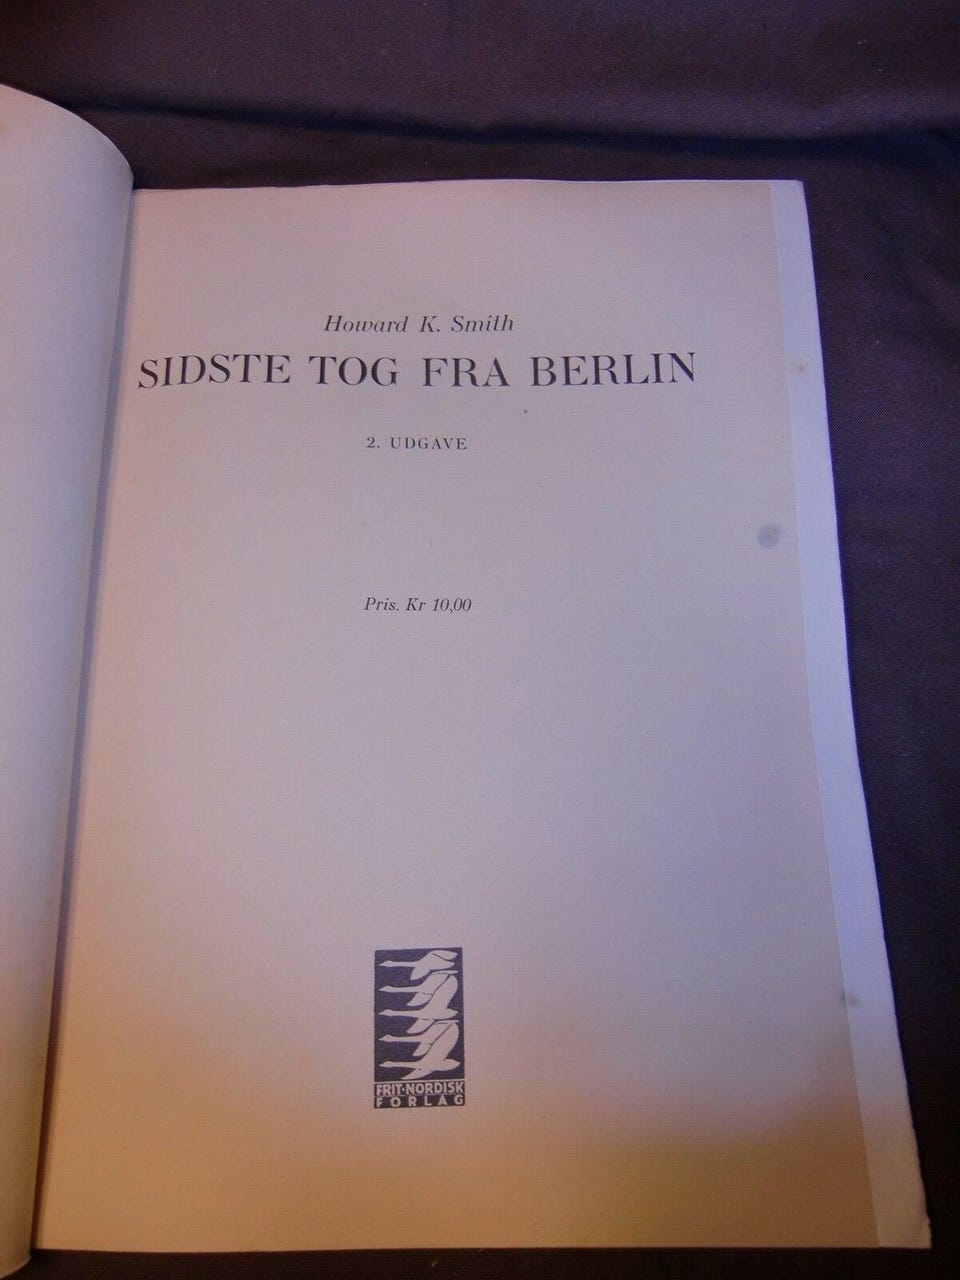 Howard K. Smith
SIDSTE TOG FRA BERLIN
2. UDGAVE
Pris. Kr 10,00
FRIT·NORDISK
FORLAG